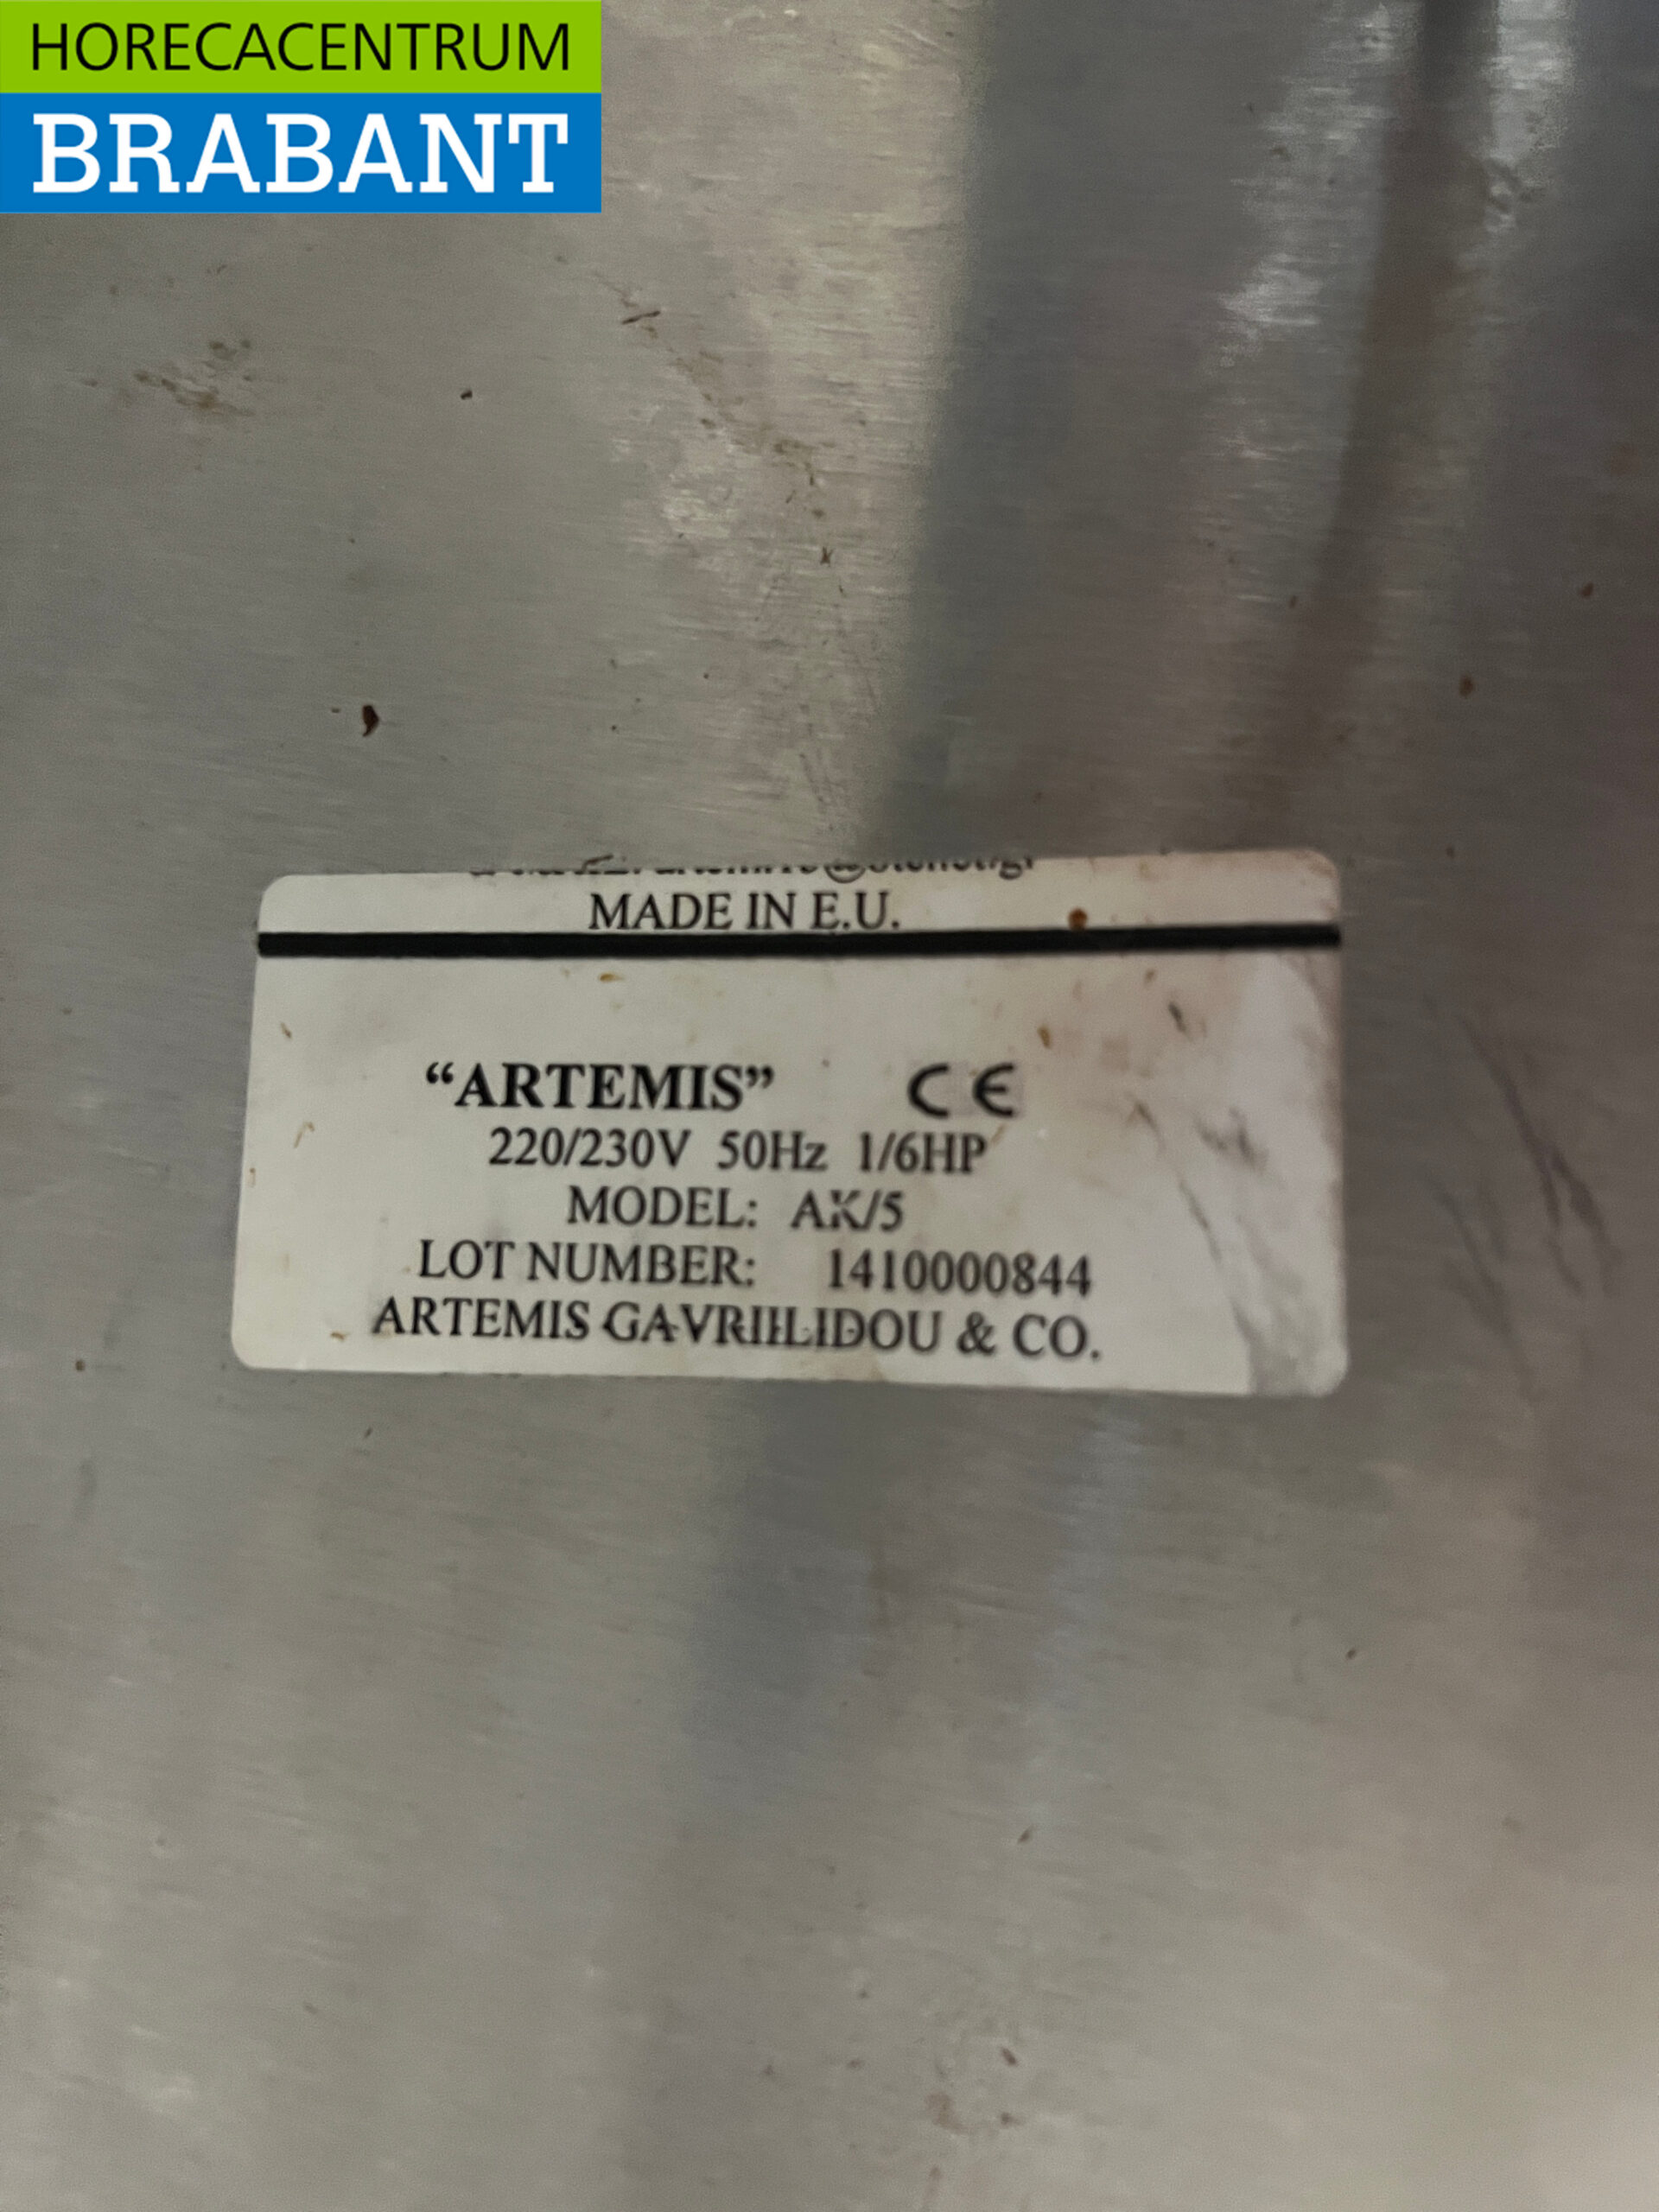 HORECACENTRUM
BRABANT
MADE IN E.U.
“ARTEMIS” CE
220/230V 50Hz 1/6HP
MODEL: AK/5
LOT NUMBER: 1410000844
ARTEMIS GAVRIILIDOU & CO.